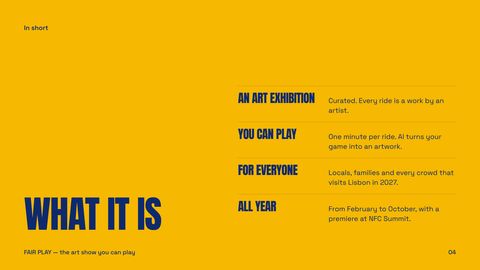 In short
AN ART EXHIBITION
Curated. Every ride is a work by an
artist.
YOU CAN PLAY
One minute per ride. AI turns your
game into an artwork.
FOR EVERYONE
Locals, families and every crowd that
visits Lisbon in 2027.
ALL YEAR
From February to October, with a
premiere at NFC Summit.
WHAT IT IS
FAIR PLAY — the art show you can play
04